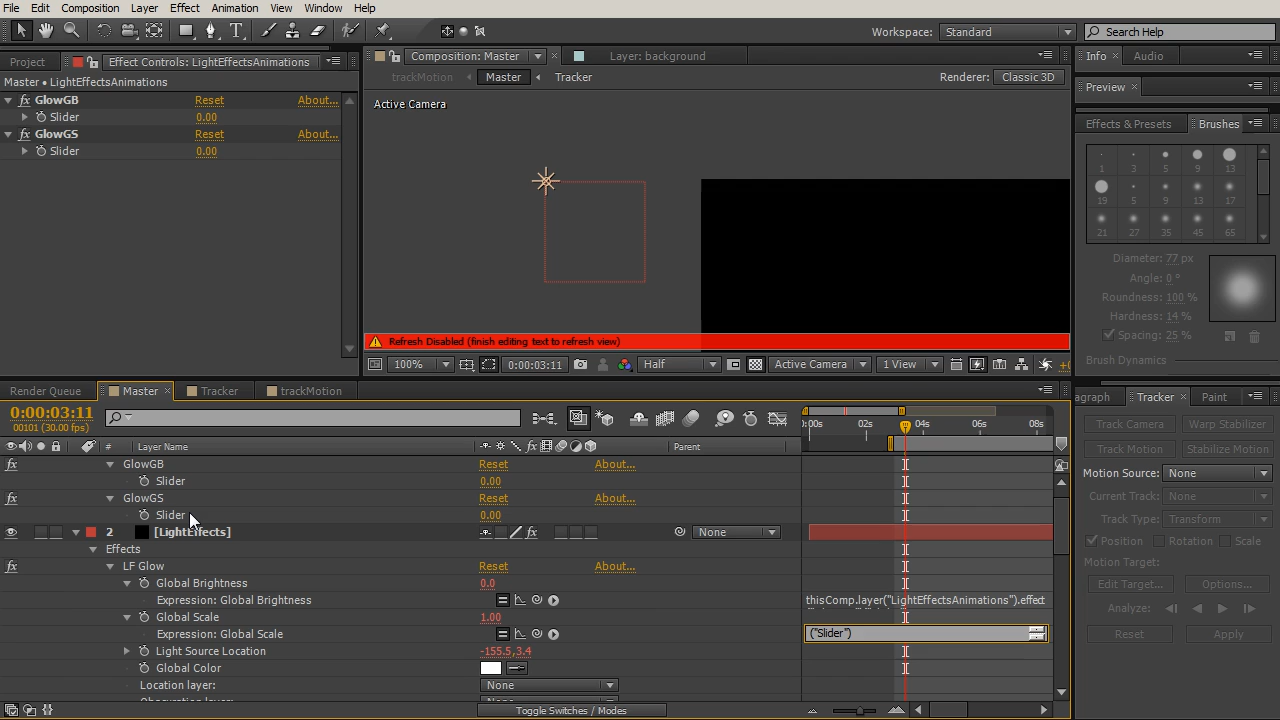 File Edit Composition Layer Effect Animation View Window Help
Workspace: Standard Search Help
Project Effect Controls: LightEffectsAnimations
Composition: Master Layer: background
Info Audio
Master • LightEffectsAnimations
trackMotion Master Tracker
Renderer: Classic 3D
Preview
fx GlowGB Reset About...
Slider 0.00
fx GlowGS Reset About...
Slider 0.00
Active Camera
Effects & Presets Brushes
1 3 5 9 13
19 5 9 13 17
21 27 35 45 65
Diameter: 77 px
Angle: 0 °
Roundness: 100 %
Hardness: 14 %
Spacing: 25 %
Brush Dynamics
Refresh Disabled (finish editing text to refresh view)
100% 0:00:03:11 Half Active Camera 1 View
Render Queue Master Tracker trackMotion
agraph Tracker Paint
0:00:03:11
00101 (30.00 fps)
02s 04s 06s 08s
# Layer Name fx Parent
fx GlowGB Reset About...
Slider 0.00
fx GlowGS Reset About...
Slider 0.00
2 [LightEffects] fx None
Effects
fx LF Glow Reset About...
Global Brightness 0.0
Expression: Global Brightness thisComp.layer("LightEffectsAnimations").effect
Global Scale 1.00
Expression: Global Scale ("Slider")
Light Source Location -155.5,3.4
Global Color
Location layer: None
Toggle Switches / Modes
Track Camera Warp Stabilizer
Track Motion Stabilize Motion
Motion Source: None
Current Track: None
Track Type: Transform
Position Rotation Scale
Motion Target:
Edit Target... Options...
Analyze:
Reset Apply